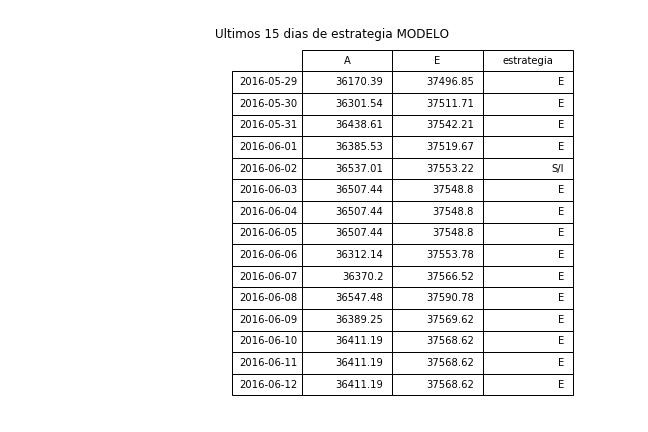 Ultimos 15 dias de estrategia MODELO
A E estrategia
2016-05-29 36170.39 37496.85 E
2016-05-30 36301.54 37511.71 E
2016-05-31 36438.61 37542.21 E
2016-06-01 36385.53 37519.67 E
2016-06-02 36537.01 37553.22 S/I
2016-06-03 36507.44 37548.8 E
2016-06-04 36507.44 37548.8 E
2016-06-05 36507.44 37548.8 E
2016-06-06 36312.14 37553.78 E
2016-06-07 36370.2 37566.52 E
2016-06-08 36547.48 37590.78 E
2016-06-09 36389.25 37569.62 E
2016-06-10 36411.19 37568.62 E
2016-06-11 36411.19 37568.62 E
2016-06-12 36411.19 37568.62 E